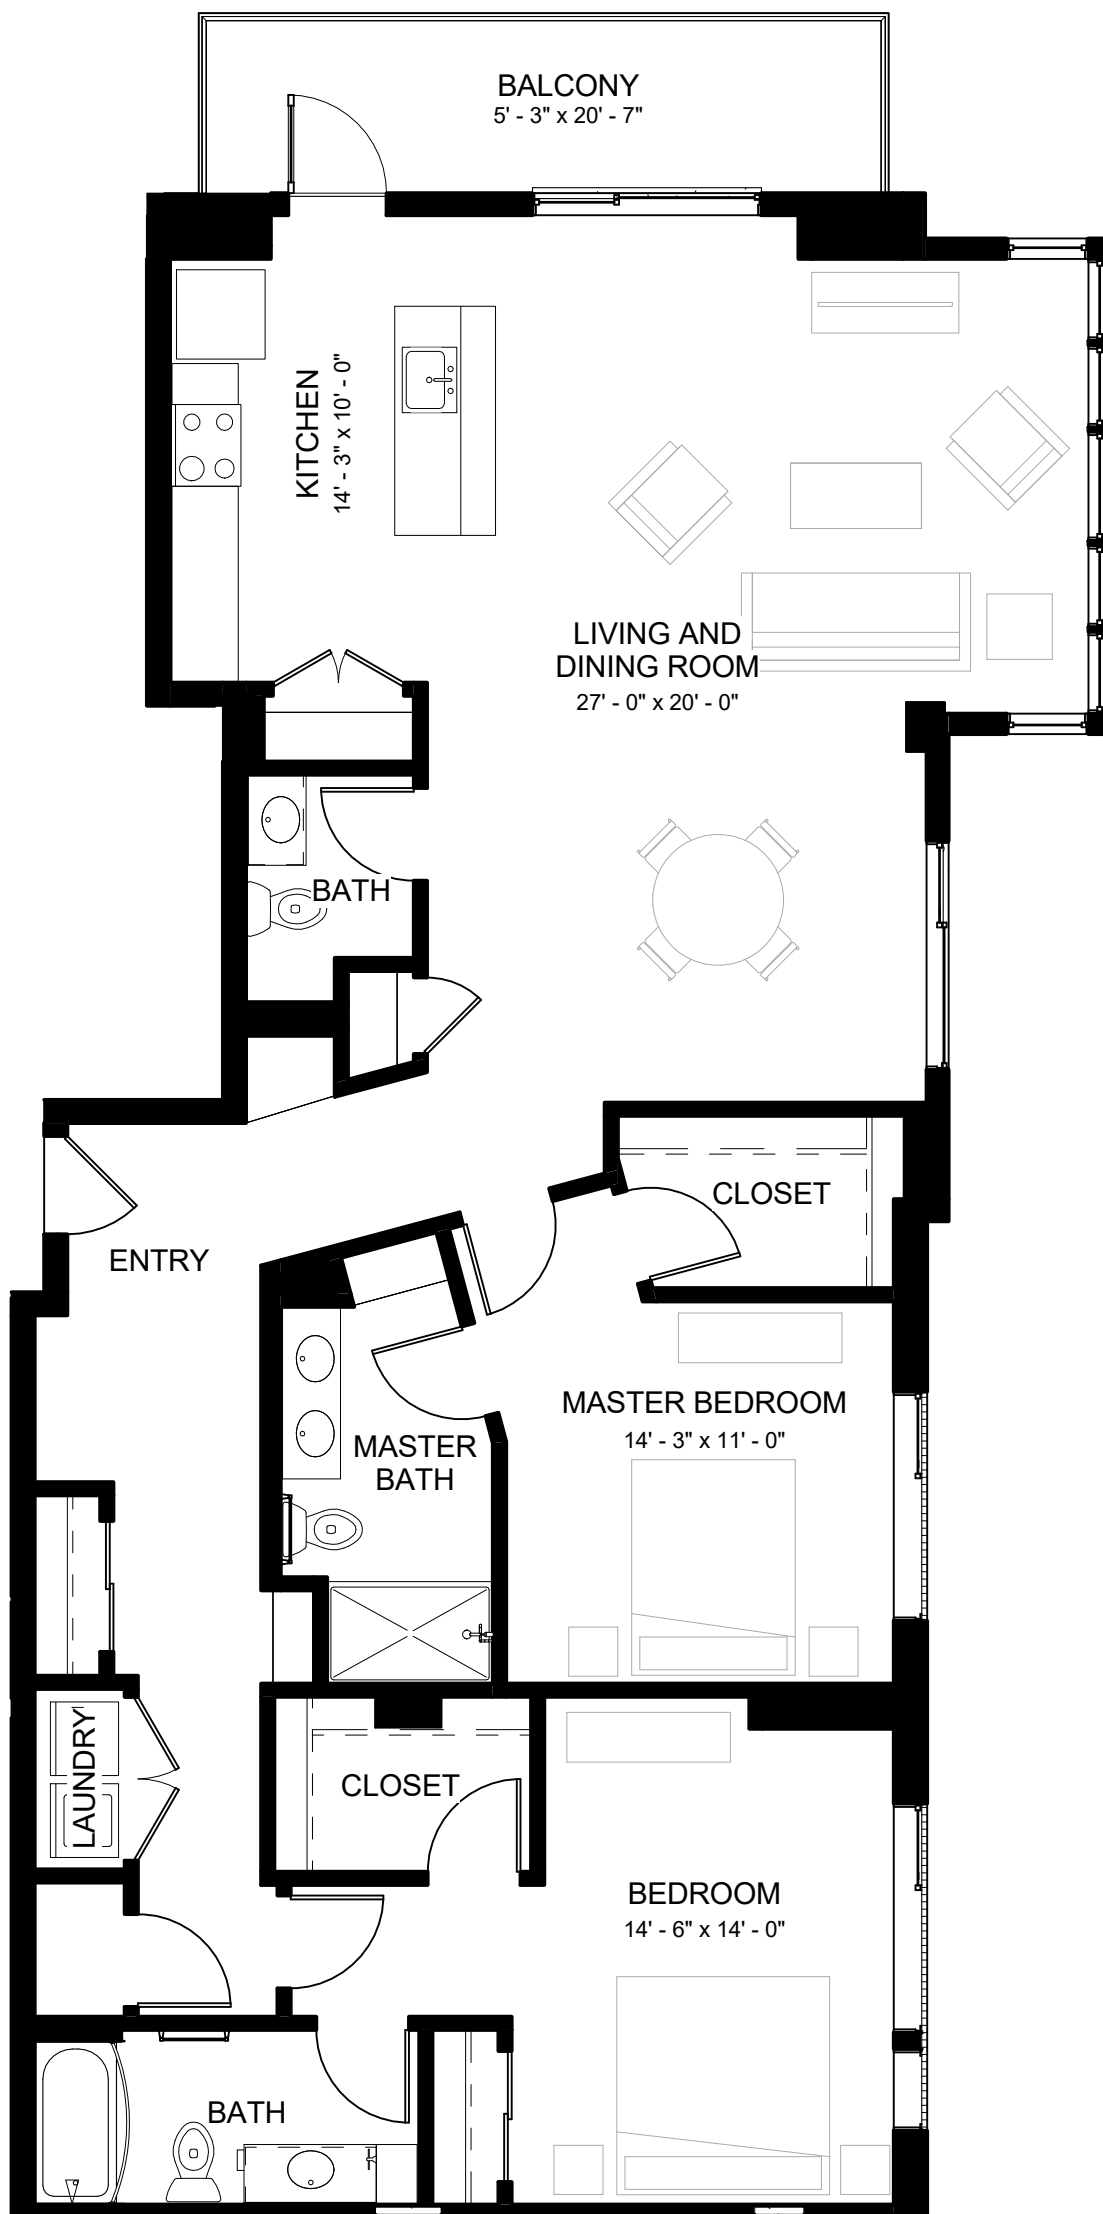 BALCONY
5' - 3" x 20' - 7"
KITCHEN
14' - 3" x 10' - 0"
LIVING AND
DINING ROOM
27' - 0" x 20' - 0"
BATH
CLOSET
ENTRY
MASTER BEDROOM
14' - 3" x 11' - 0"
MASTER
BATH
LAUNDRY
CLOSET
BEDROOM
14' - 6" x 14' - 0"
BATH